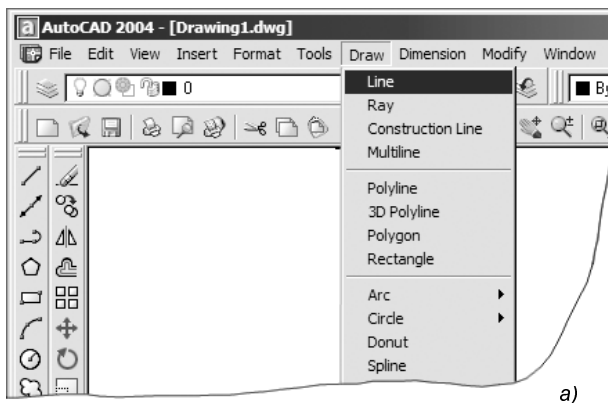 AutoCAD 2004 - [Drawing1.dwg]
File Edit View Insert Format Tools Draw Dimension Modify Window
0
Line
Ray
Construction Line
Multiline
Polyline
3D Polyline
Polygon
Rectangle
Arc
Circle
Donut
Spline
a)